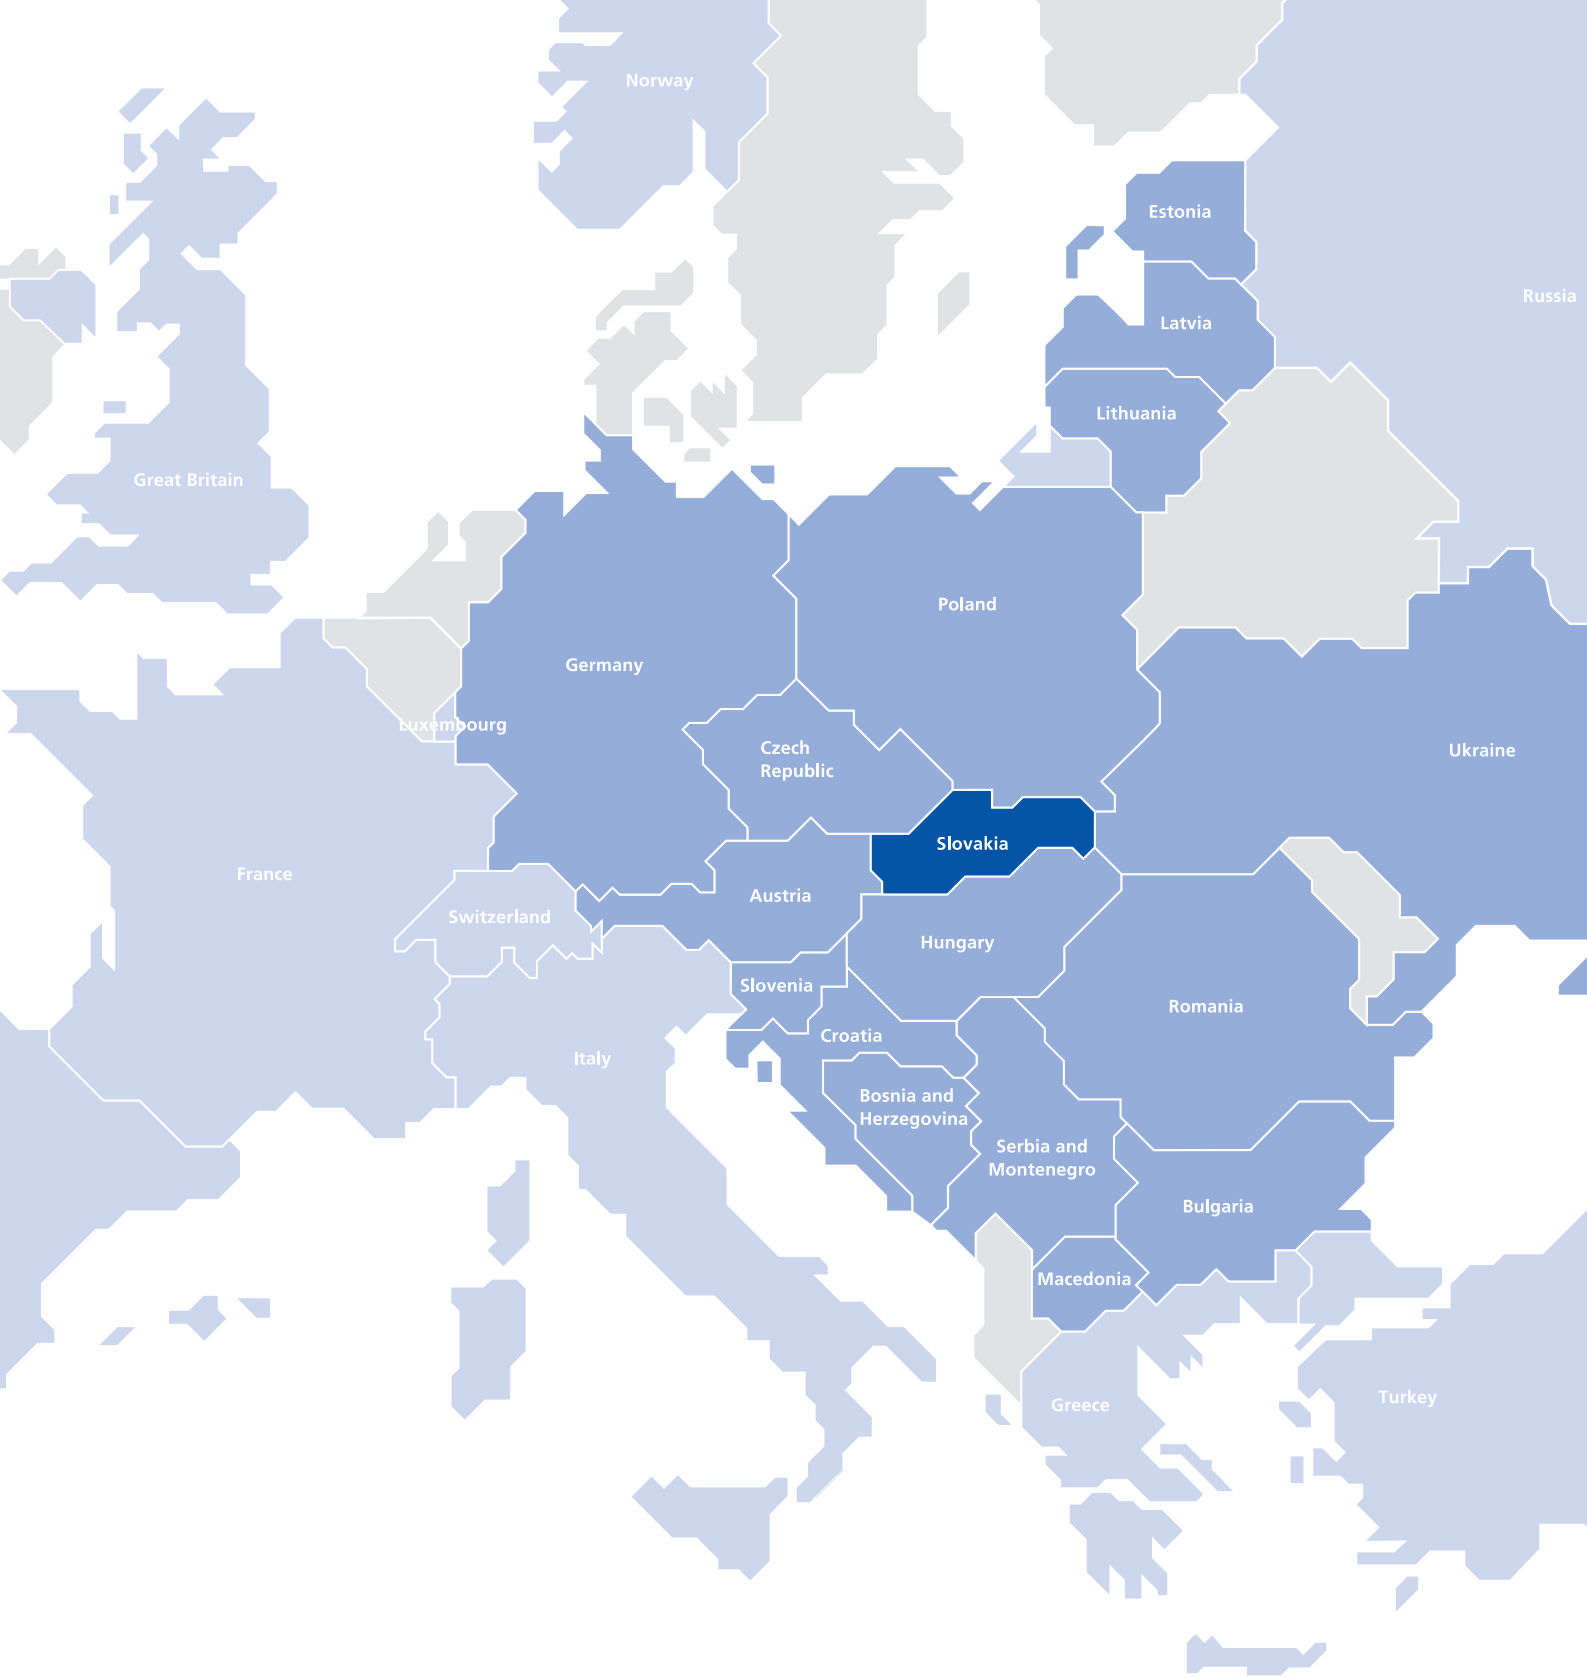 Norway
Estonia
Russia
Latvia
Lithuania
Great Britain
Poland
Germany
Luxembourg
Czech
Republic
Ukraine
Slovakia
France
Austria
Switzerland
Hungary
Slovenia
Romania
Croatia
Italy
Bosnia and
Herzegovina
Serbia and
Montenegro
Bulgaria
Macedonia
Turkey
Greece